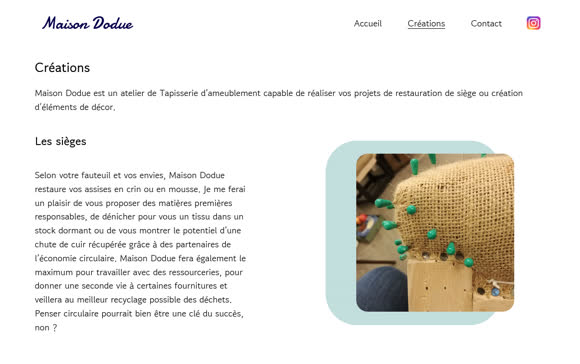 Maison Dodue
Accueil Créations Contact
Créations
Maison Dodue est un atelier de Tapisserie d'ameublement capable de réaliser vos projets de restauration de siège ou création
d'éléments de décor.
Les sièges
Selon votre fauteuil et vos envies, Maison Dodue
restaure vos assises en crin ou en mousse. Je me ferai
un plaisir de vous proposer des matières premières
responsables, de dénicher pour vous un tissu dans un
stock dormant ou de vous montrer le potentiel d'une
chute de cuir récupérée grâce à des partenaires de
l'économie circulaire. Maison Dodue fera également le
maximum pour travailler avec des ressourceries, pour
donner une seconde vie à certaines fournitures et
veillera au meilleur recyclage possible des déchets.
Penser circulaire pourrait bien être une clé du succès,
non ?